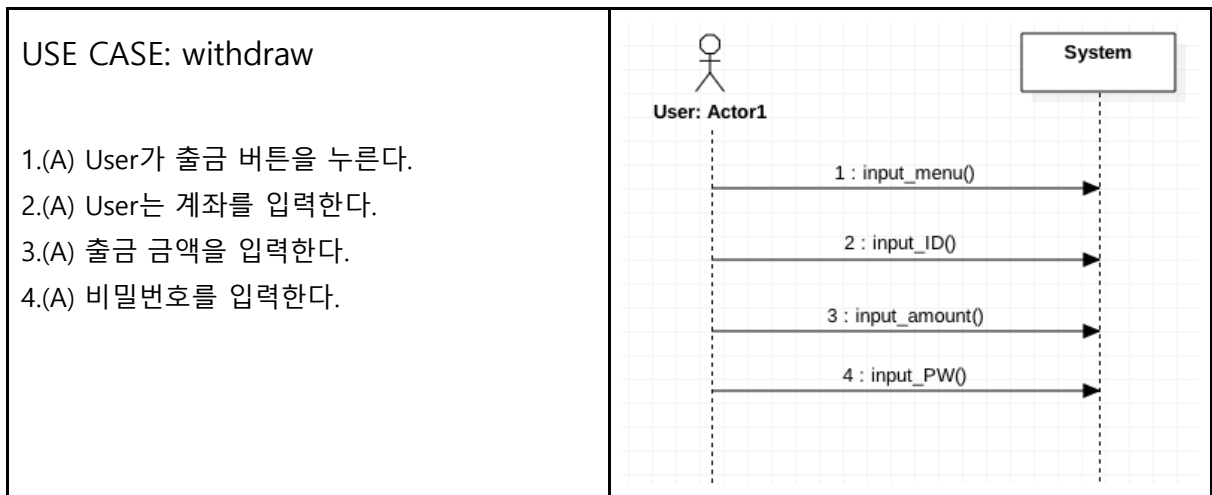 USE CASE: withdraw
1.(A) User가 출금 버튼을 누른다.
2.(A) User는 계좌를 입력한다.
3.(A) 출금 금액을 입력한다.
4.(A) 비밀번호를 입력한다.
System
User: Actor1
1 : input_menu()
2 : input_ID()
3 : input_amount()
4 : input_PW()